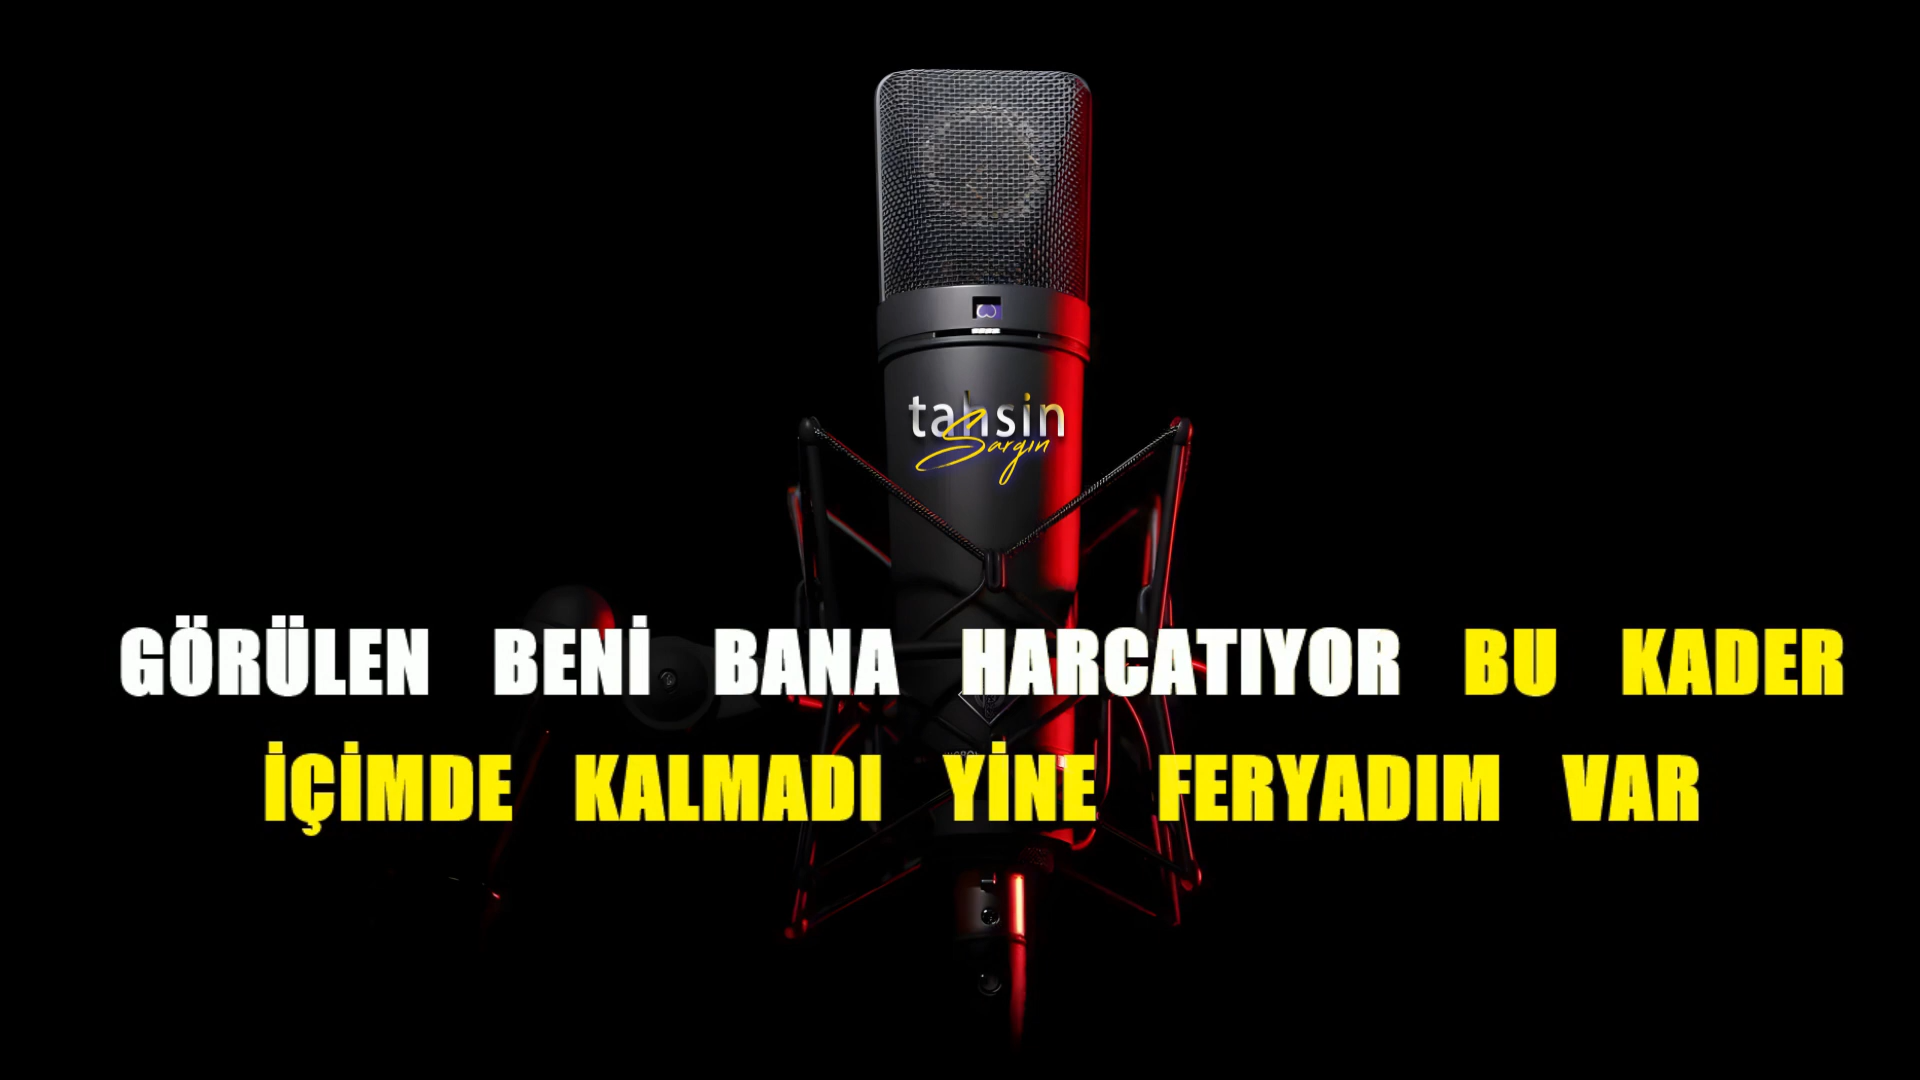 tahsin
Sargın
GÖRÜLEN BENİ BANA HARCATIYOR BU KADER
İÇİMDE KALMADI YİNE FERYADIM VAR